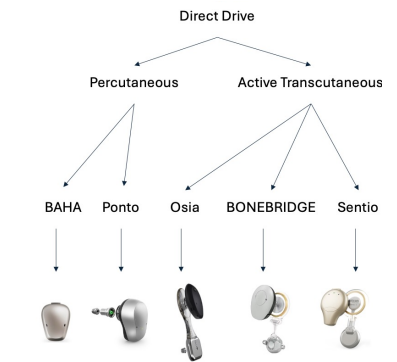 Direct Drive
Percutaneous
Active Transcutaneous
BAHA
Ponto
Osia
BONEBRIDGE
Sentio